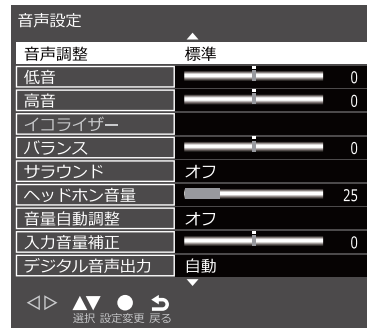 音声設定
音声調整 標準
低音 0
高音 0
イコライザー
バランス 0
サラウンド オフ
ヘッドホン音量 25
音量自動調整 オフ
入力音量補正 0
デジタル音声出力 自動
選択 設定変更 戻る